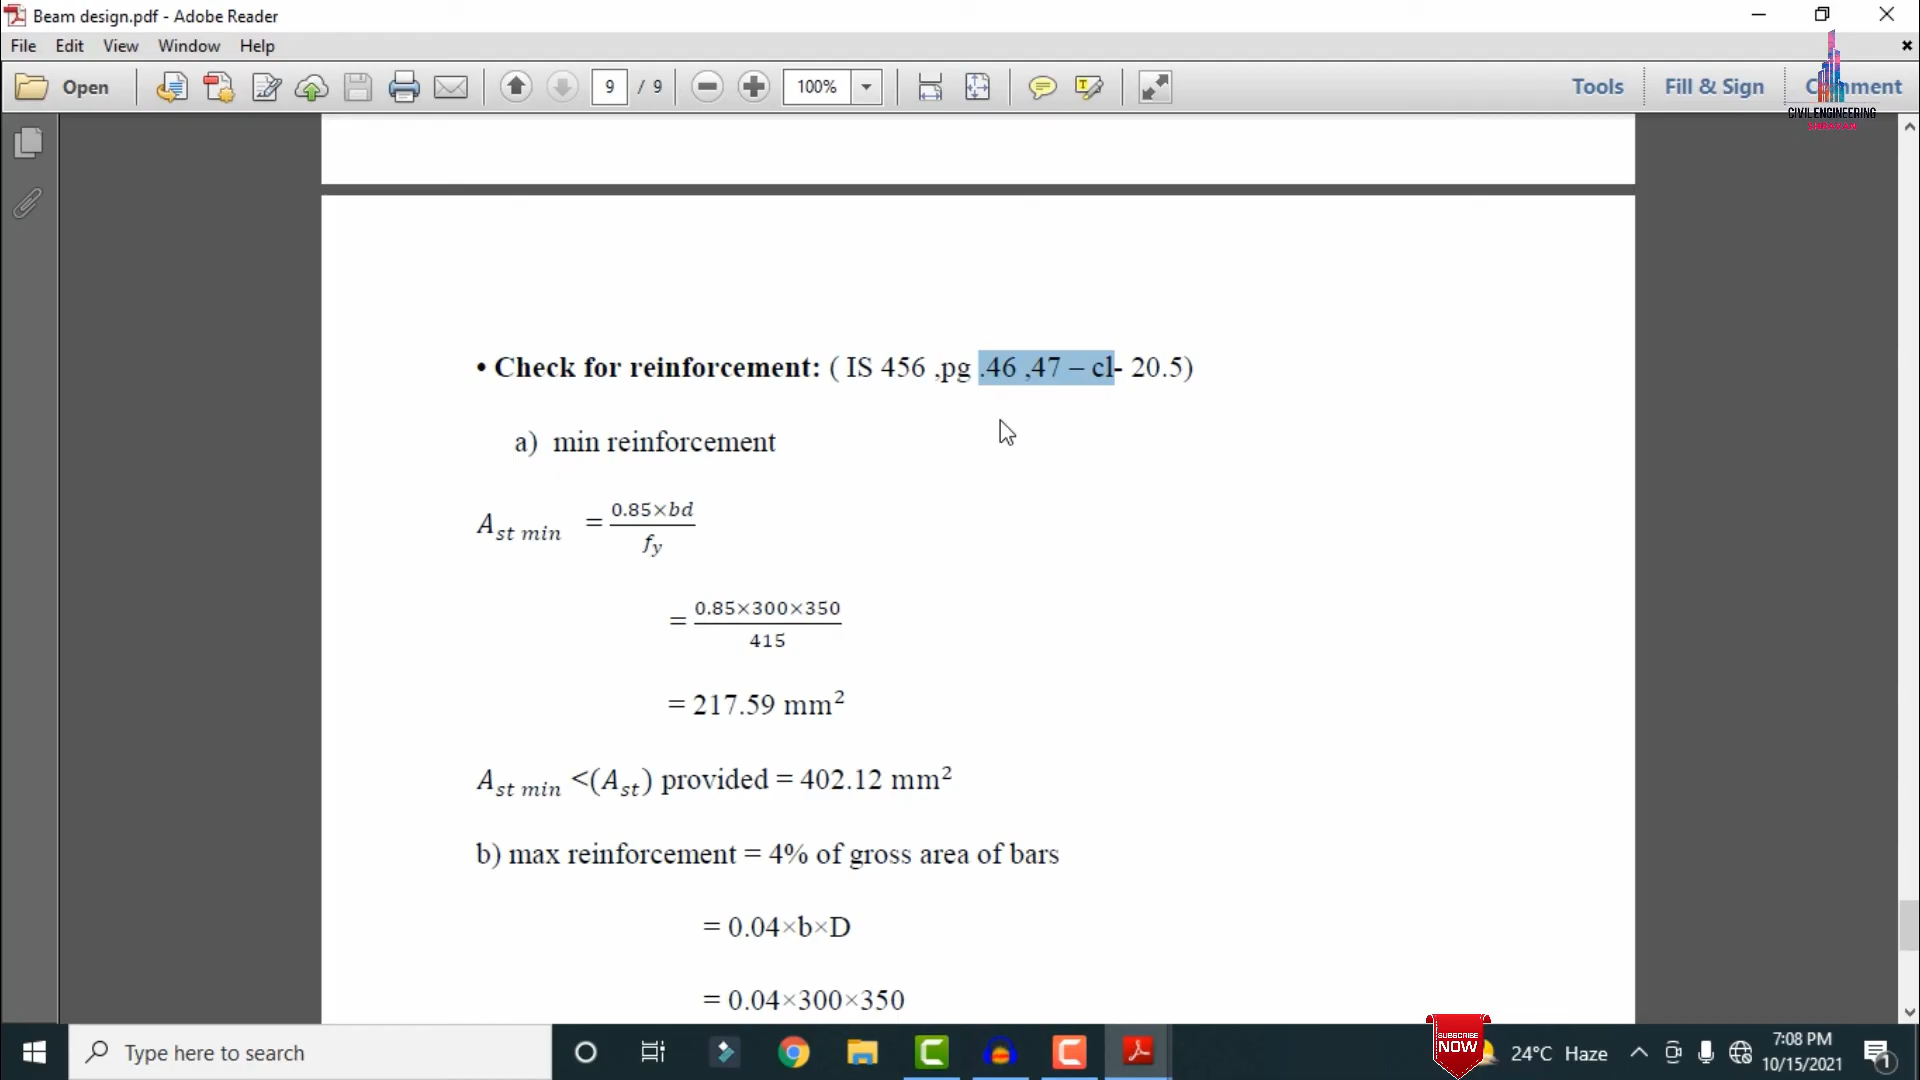 Beam design.pdf - Adobe Reader
File Edit View Window Help
Open 9 / 9 100% Tools Fill & Sign Comment
CIVIL ENGINEERING
• Check for reinforcement: ( IS 456 ,pg .46 ,47 – cl- 20.5)
a) min reinforcement
A st min = 0.85×bd / fy
= 0.85×300×350 / 415
= 217.59 mm²
A st min <(A st) provided = 402.12 mm²
b) max reinforcement = 4% of gross area of bars
= 0.04×b×D
= 0.04×300×350
SUBSCRIBE
NOW
Type here to search
24°C Haze
7:08 PM
10/15/2021
1